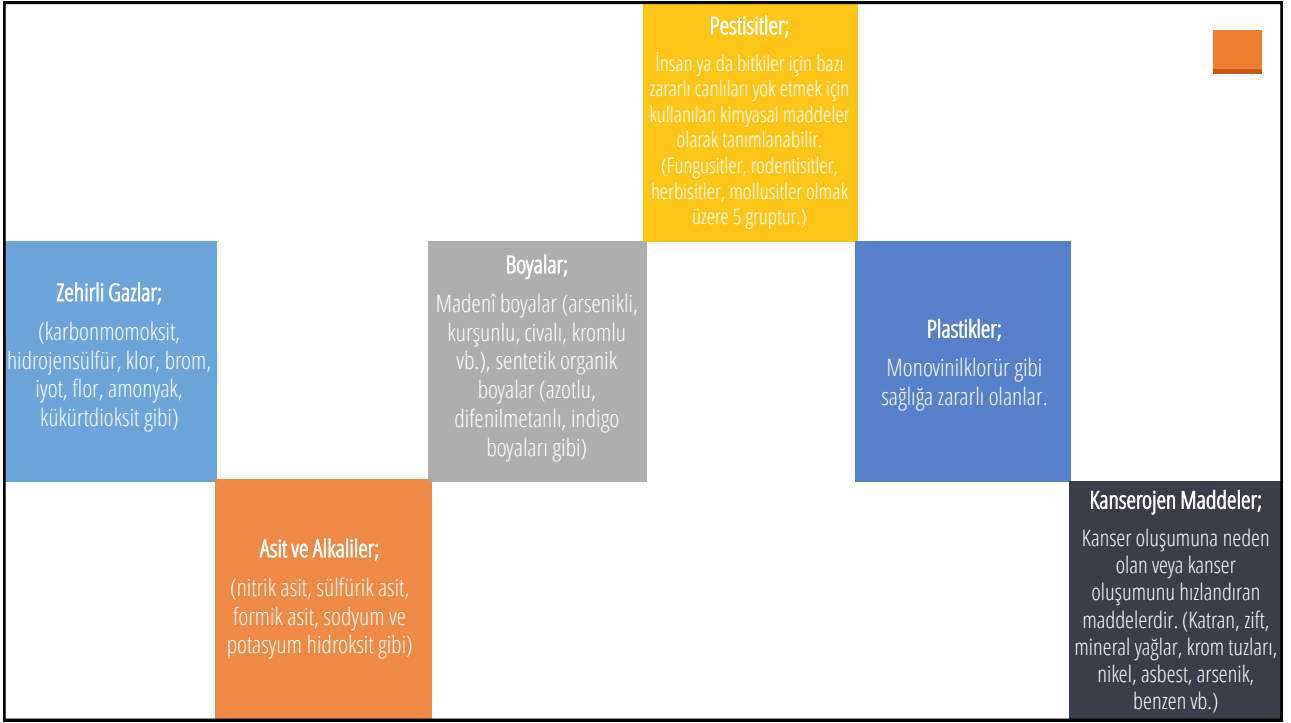 Zehirli Gazlar;
(karbonmomoksit,
hidrojensülfür, klor, brom,
iyot, flor, amonyak,
kükürtdioksit gibi)
Asit ve Alkaliler;
(nitrik asit, sülfürik asit,
formik asit, sodyum ve
potasyum hidroksit gibi)
Boyalar;
Madenî boyalar (arsenikli,
kurşunlu, civalı, kromlu
vb.), sentetik organik
boyalar (azotlu,
difenilmetanlı, indigo
boyaları gibi)
Pestisitler;
İnsan ya da bitkiler için bazı
zararlı canlıları yok etmek için
kullanılan kimyasal maddeler
olarak tanımlanabilir.
(Fungusitler, rodentisitler,
herbisitler, mollusitler olmak
üzere 5 gruptur.)
Plastikler;
Monovinilklorür gibi
sağlığa zararlı olanlar.
Kanserojen Maddeler;
Kanser oluşumuna neden
olan veya kanser
oluşumunu hızlandıran
maddelerdir. (Katran, zift,
mineral yağlar, krom tuzları,
nikel, asbest, arsenik,
benzen vb.)